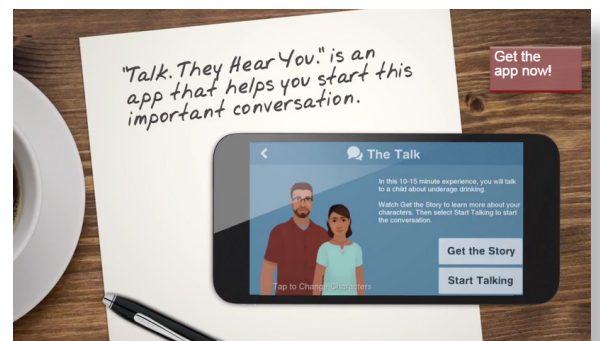 "Talk. They Hear You." is an
app that helps you start this
important conversation.
Get the
app now!
The Talk
In this 10-15 minute experience, you will talk
to a child about underage drinking.
Watch Get the Story to learn more about your
characters. Then select Start Talking to start
the conversation.
Get the Story
Start Talking
Tap to Change Characters